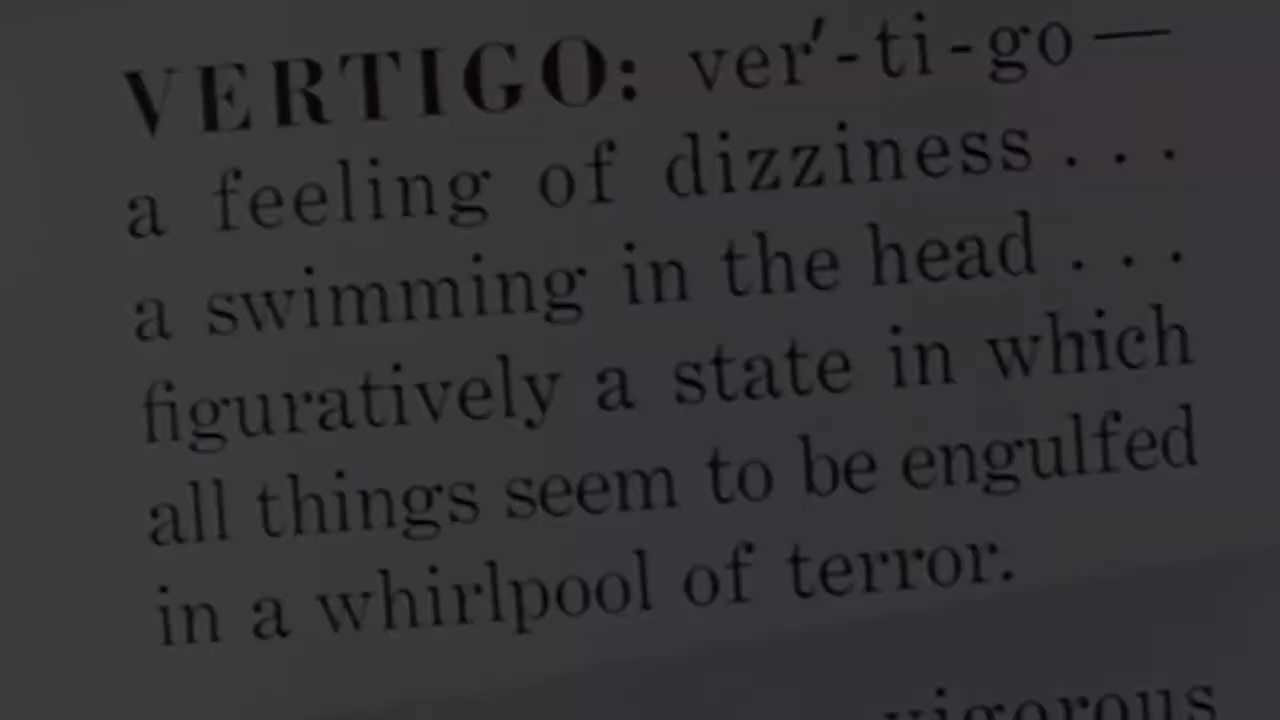 VERTIGO: ver′-ti-go—
a feeling of dizziness . . .
a swimming in the head . . .
figuratively a state in which
all things seem to be engulfed
in a whirlpool of terror.
vigorous